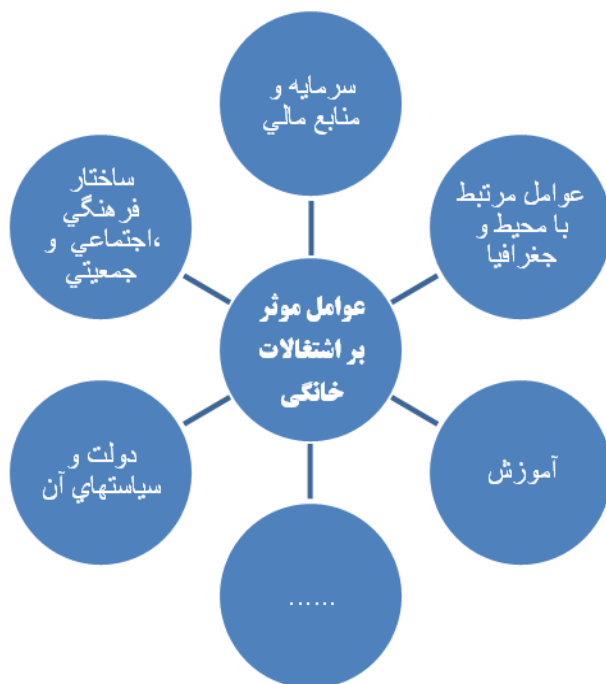 سرمايه و
منابع مالي
عوامل مرتبط
با محيط و
جغرافيا
آموزش
......
دولت و
سياستهاي آن
ساختار
فرهنگي
،اجتماعي و
جمعيتي
عوامل موثر
بر اشتغالات
خانگی